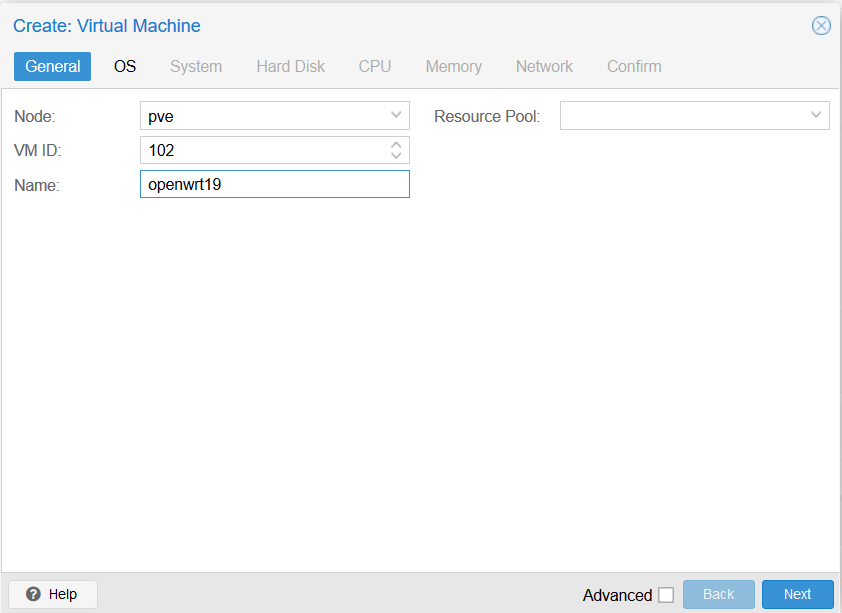 Create: Virtual Machine
General OS System Hard Disk CPU Memory Network Confirm
Node: pve Resource Pool:
VM ID: 102
Name: openwrt19
Help Advanced Back Next